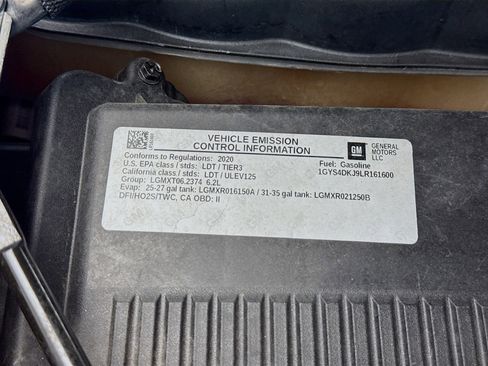 VEHICLE EMISSION
CONTROL INFORMATION
GM
GENERAL
MOTORS
LLC
Conforms to Regulations: 2020
Fuel: Gasoline
U.S. EPA class / stds: LDT / TIER3
1GYS4DKJ9LR161600
California class / stds: LDT / ULEV125
Group: LGMXT06.2374 6.2L
Evap: 25-27 gal tank: LGMXR016150A / 31-35 gal tank: LGMXR021250B
DFI/HO2S/TWC, CA OBD: II